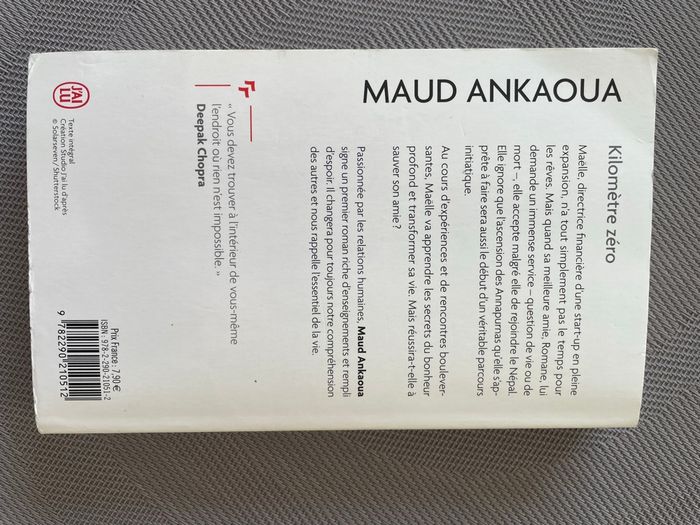 MAUD ANKAOUA
Kilomètre zéro
Maëlle, directrice financière d'une start-up en pleine
expansion, n'a tout simplement pas le temps pour
les rêves. Mais quand sa meilleure amie, Romane, lui
demande un immense service – question de vie ou de
mort –, elle accepte malgré elle de rejoindre le Népal.
Elle ignore que l'ascension des Annapurnas qu'elle s'ap-
prête à faire sera aussi le début d'un véritable parcours
initiatique.
Au cours d'expériences et de rencontres boulever-
santes, Maëlle va apprendre les secrets du bonheur
profond et transformer sa vie. Mais réussira-t-elle à
sauver son amie ?
Passionnée par les relations humaines, Maud Ankaoua
signe un premier roman riche d'enseignements et rempli
d'espoir. Il changera pour toujours notre compréhension
des autres et nous rappelle l'essentiel de la vie.
« Vous devez trouver à l'intérieur de vous-même
l'endroit où rien n'est impossible. »
Deepak Chopra
J'AI
LU
Texte intégral
Création Studio J'ai lu d'après
© Solarseven / Shutterstock
Prix France : 7,90 €
ISBN : 978-2-290-21051-2
9 782290 210512